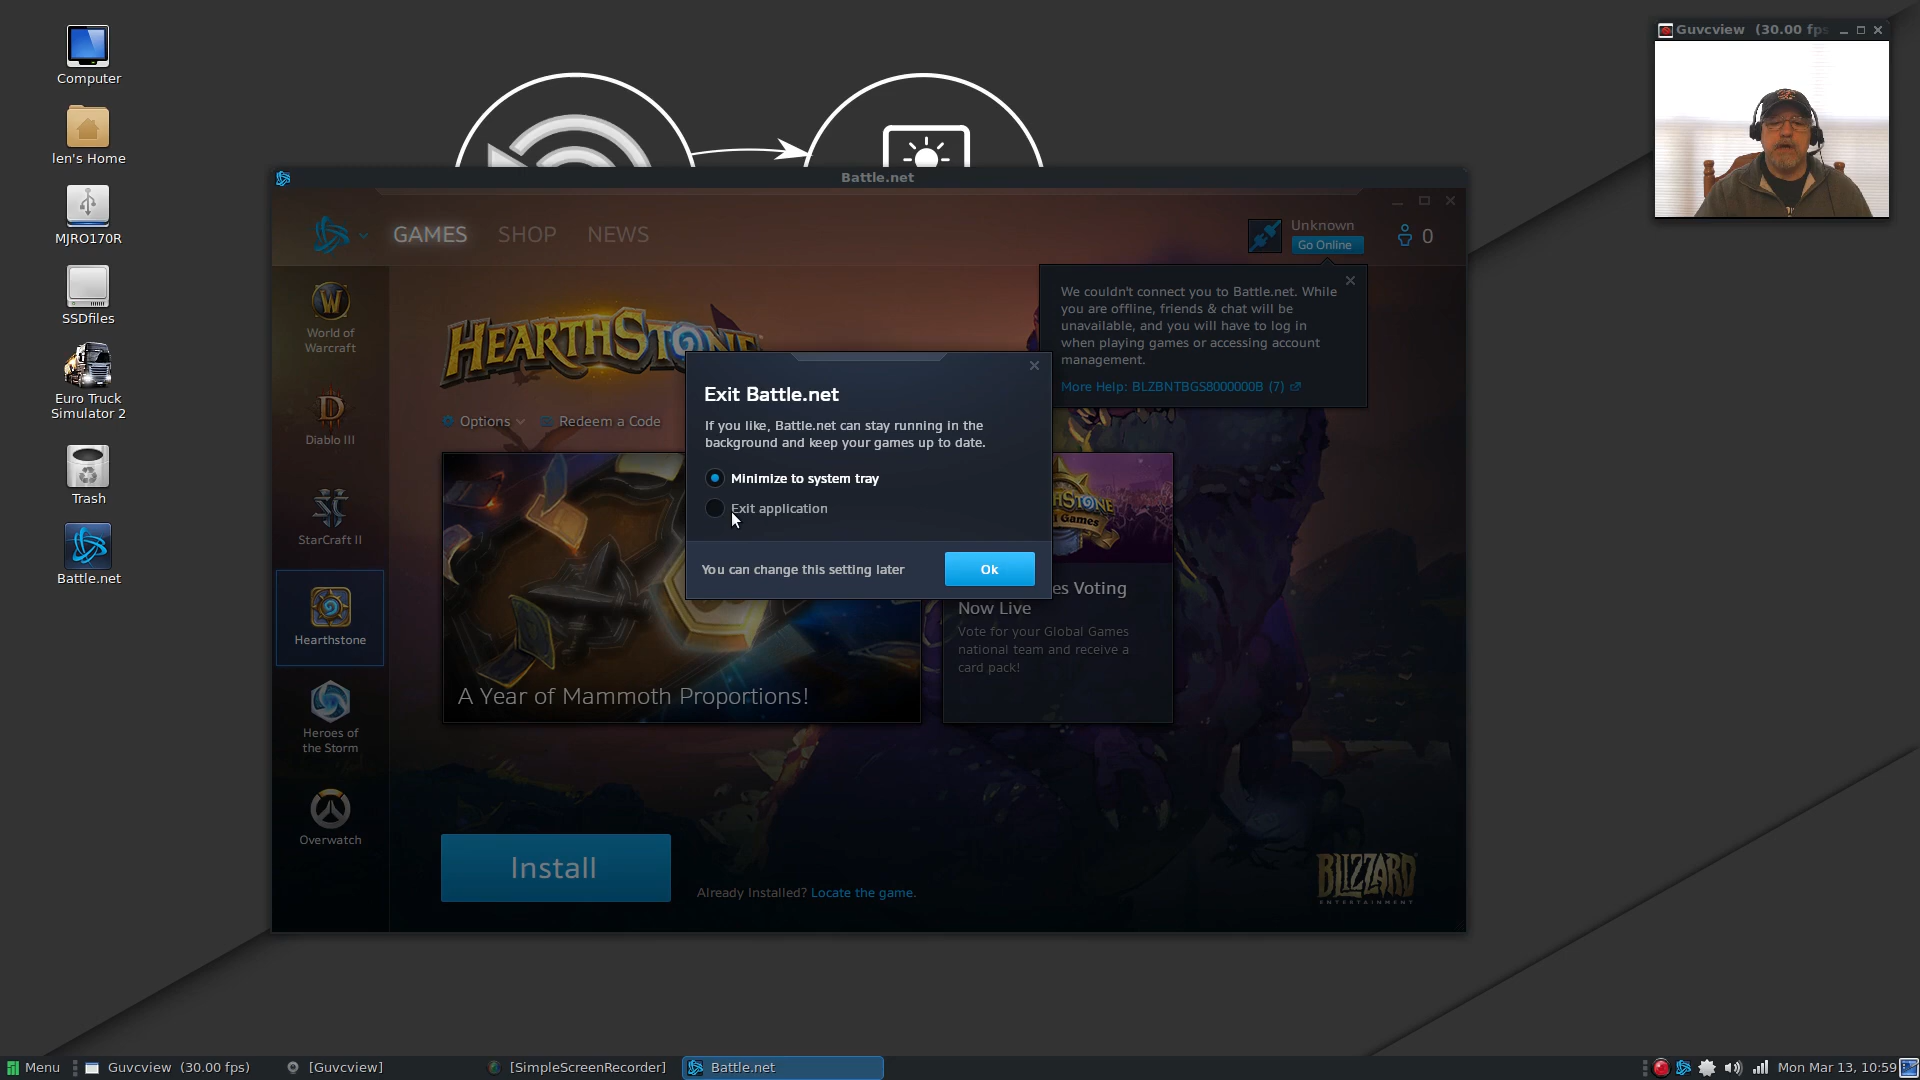 Computer
len's Home
MJRO170R
SSDfiles
Euro Truck
Simulator 2
Trash
Battle.net
Guvcview (30.00 fps
Battle.net
GAMES
SHOP
NEWS
Unknown
Go Online
0
We couldn't connect you to Battle.net. While
you are offline, friends & chat will be
unavailable, and you will have to log in
when playing games or accessing account
management.
More Help: BLZBNTBGS8000000B (7)
World of
Warcraft
Diablo III
StarCraft II
Hearthstone
Heroes of
the Storm
Overwatch
HEARTHSTONE
Options
Redeem a Code
Exit Battle.net
If you like, Battle.net can stay running in the
background and keep your games up to date.
Minimize to system tray
Exit application
You can change this setting later
Ok
A Year of Mammoth Proportions!
Games
es Voting
Now Live
Vote for your Global Games
national team and receive a
card pack!
Install
Already Installed? Locate the game.
BLIZZARD
ENTERTAINMENT
Menu
Guvcview (30.00 fps)
[Guvcview]
[SimpleScreenRecorder]
Battle.net
Mon Mar 13, 10:59